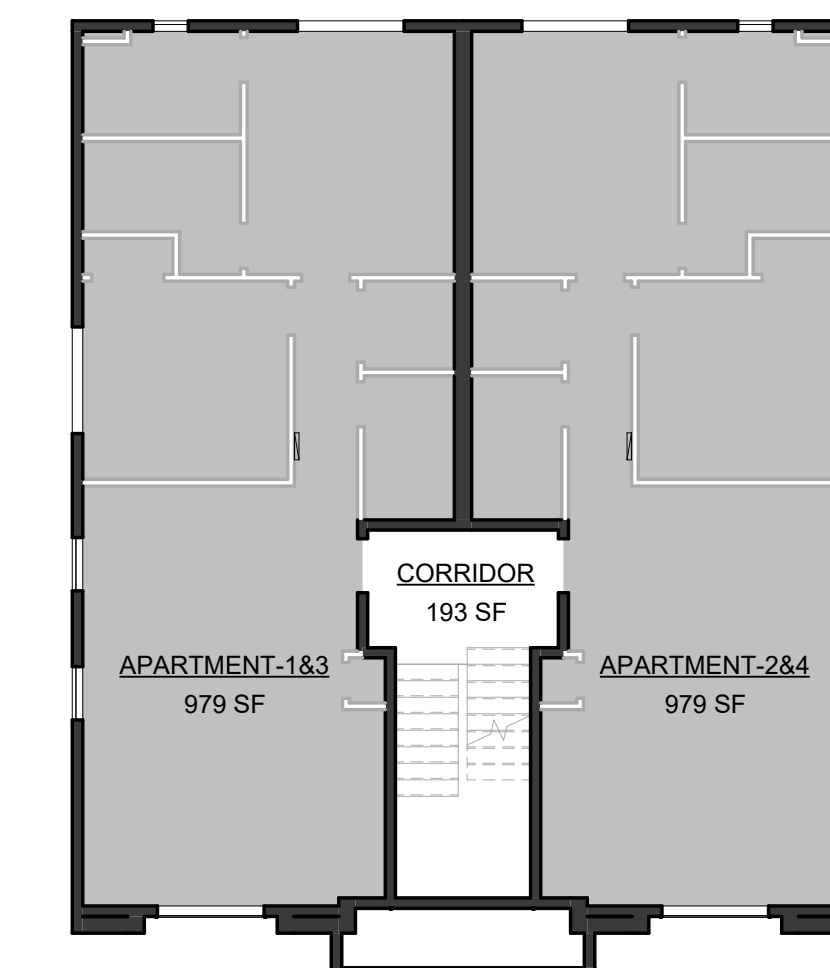 CORRIDOR
193 SF
APARTMENT-1&3
979 SF
APARTMENT-2&4
979 SF